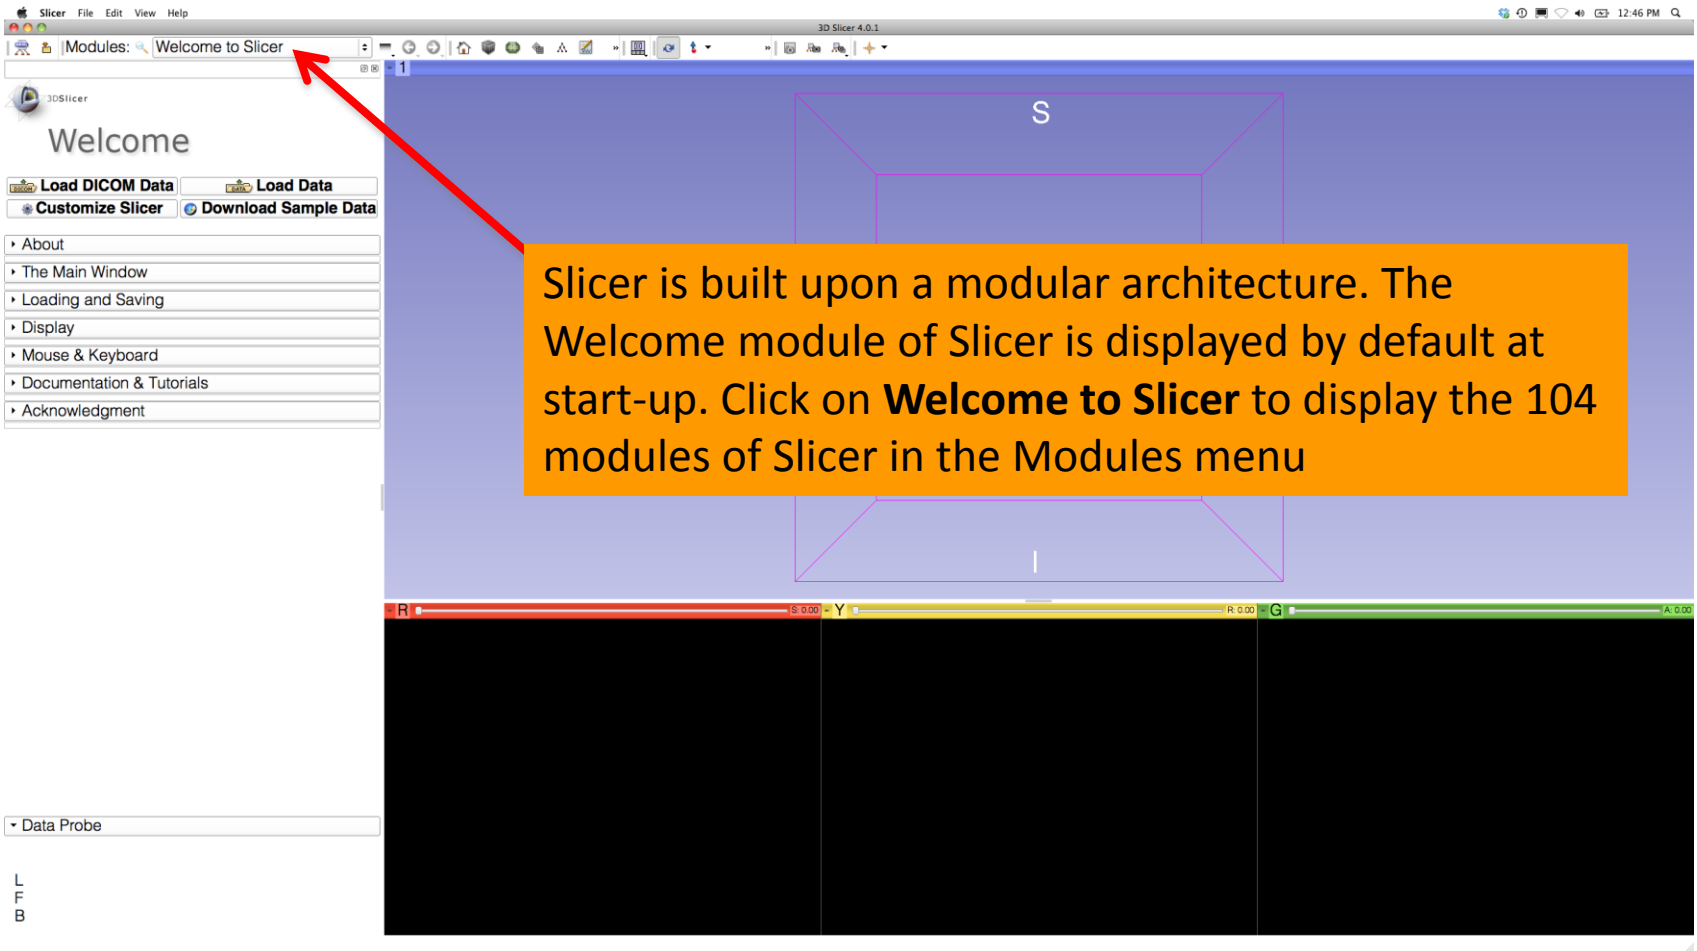 Slicer File Edit View Help
12:46 PM
3D Slicer 4.0.1
Modules: Welcome to Slicer
1
3DSlicer
Welcome
Load DICOM Data
Load Data
Customize Slicer
Download Sample Data
About
The Main Window
Loading and Saving
Display
Mouse & Keyboard
Documentation & Tutorials
Acknowledgment
S
Slicer is built upon a modular architecture. The
Welcome module of Slicer is displayed by default at
start-up. Click on Welcome to Slicer to display the 104
modules of Slicer in the Modules menu
I
R S: 0.00
Y R: 0.00
G A: 0.00
Data Probe
L
F
B